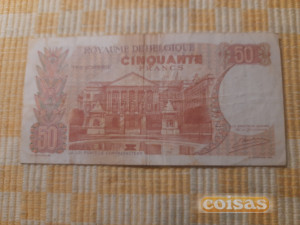 ROYAUME DE BELGIQUE
50
CINQUANTE
FRANCS
50
coisas